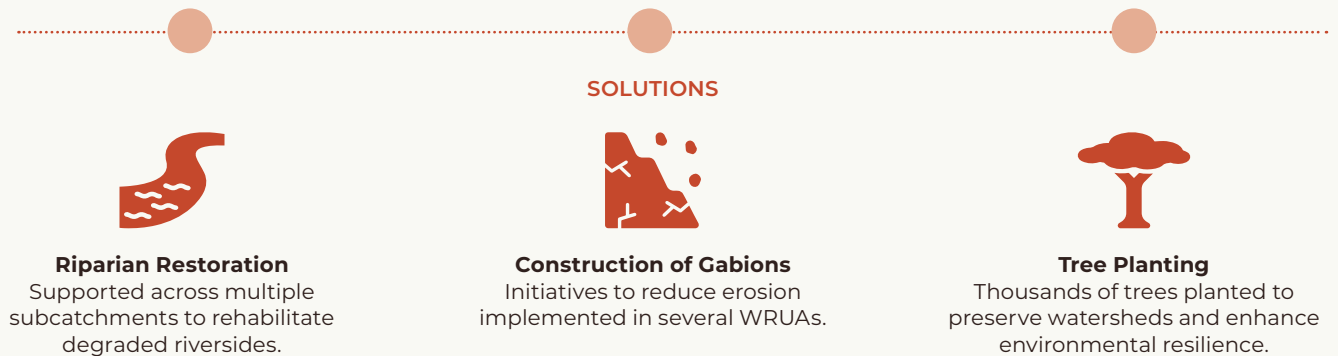 SOLUTIONS
Riparian Restoration
Supported across multiple
subcatchments to rehabilitate
degraded riversides.
Construction of Gabions
Initiatives to reduce erosion
implemented in several WRUAs.
Tree Planting
Thousands of trees planted to
preserve watersheds and enhance
environmental resilience.